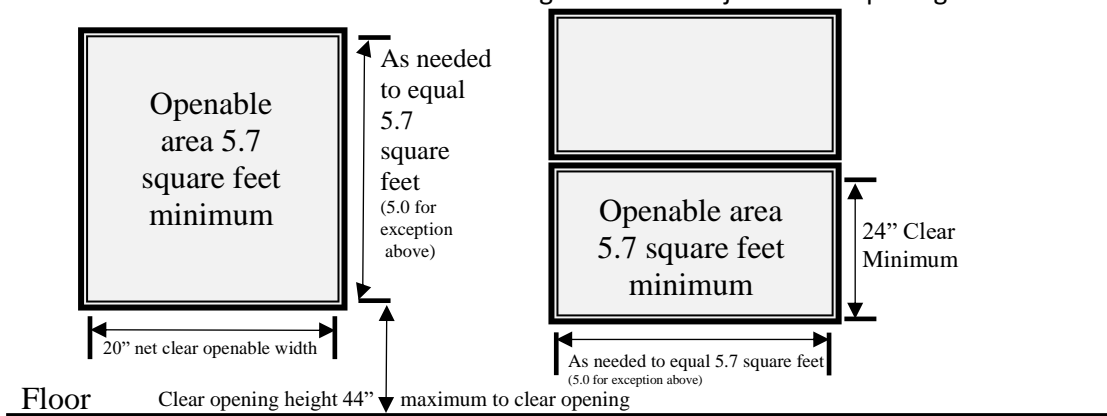 Openable
area 5.7
square feet
minimum
As needed
to equal
5.7
square
feet
(5.0 for
exception
above)
20” net clear openable width
Openable area
5.7 square feet
minimum
24” Clear
Minimum
As needed to equal 5.7 square feet
(5.0 for exception above)
Floor
Clear opening height 44” maximum to clear opening